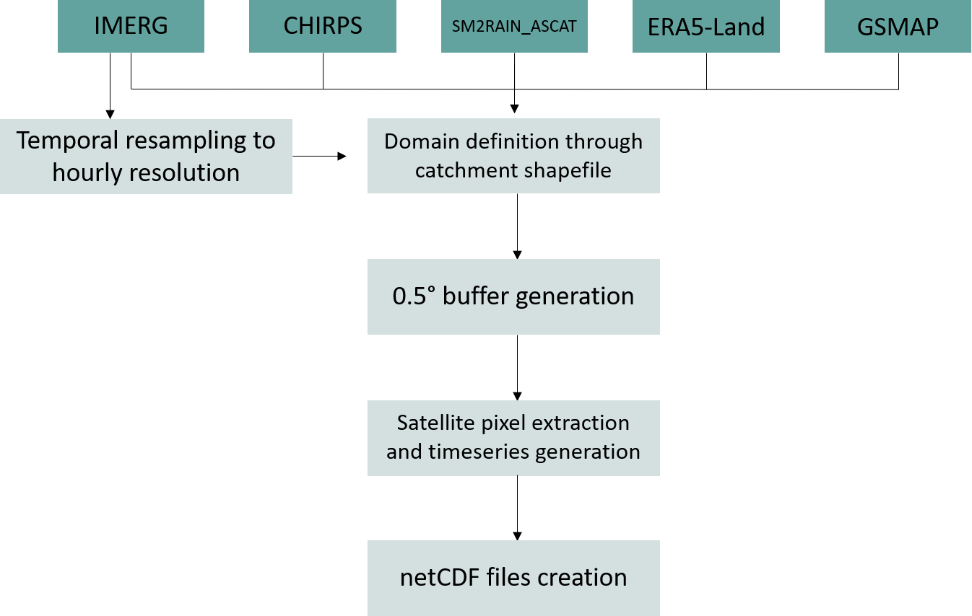 IMERG
CHIRPS
SM2RAIN_ASCAT
ERA5-Land
GSMAP
Temporal resampling to
hourly resolution
Domain definition through
catchment shapefile
0.5° buffer generation
Satellite pixel extraction
and timeseries generation
netCDF files creation